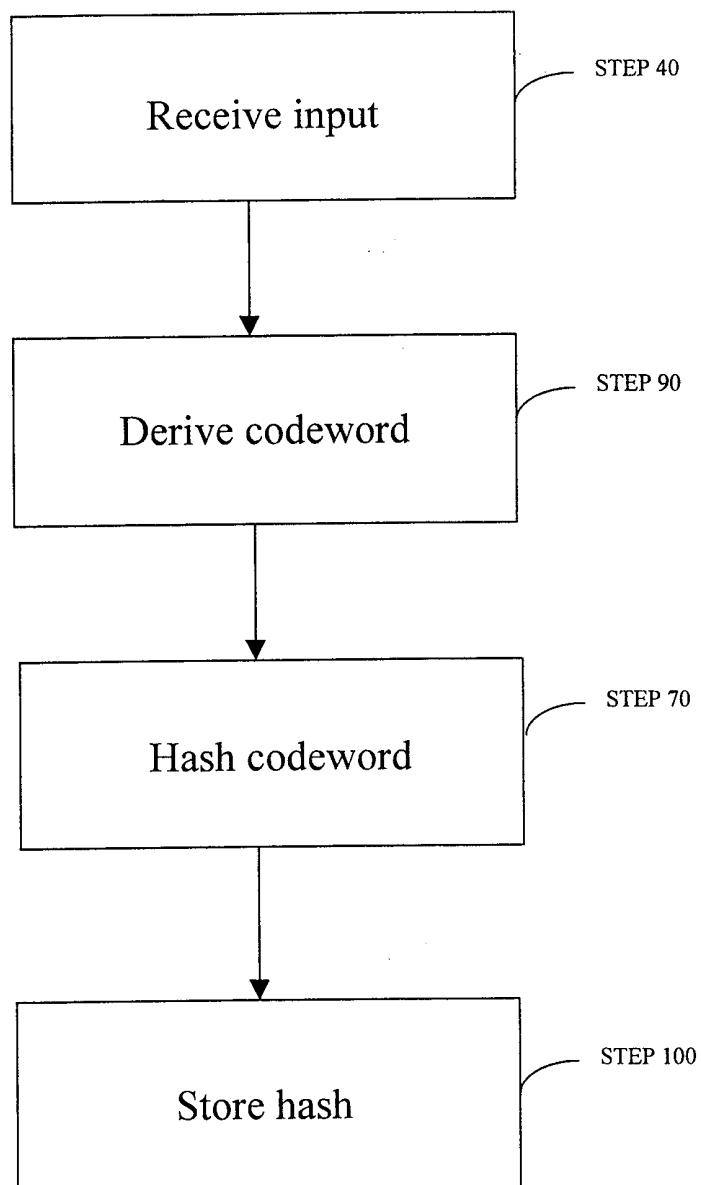 STEP 40
Receive input
STEP 90
Derive codeword
STEP 70
Hash codeword
STEP 100
Store hash